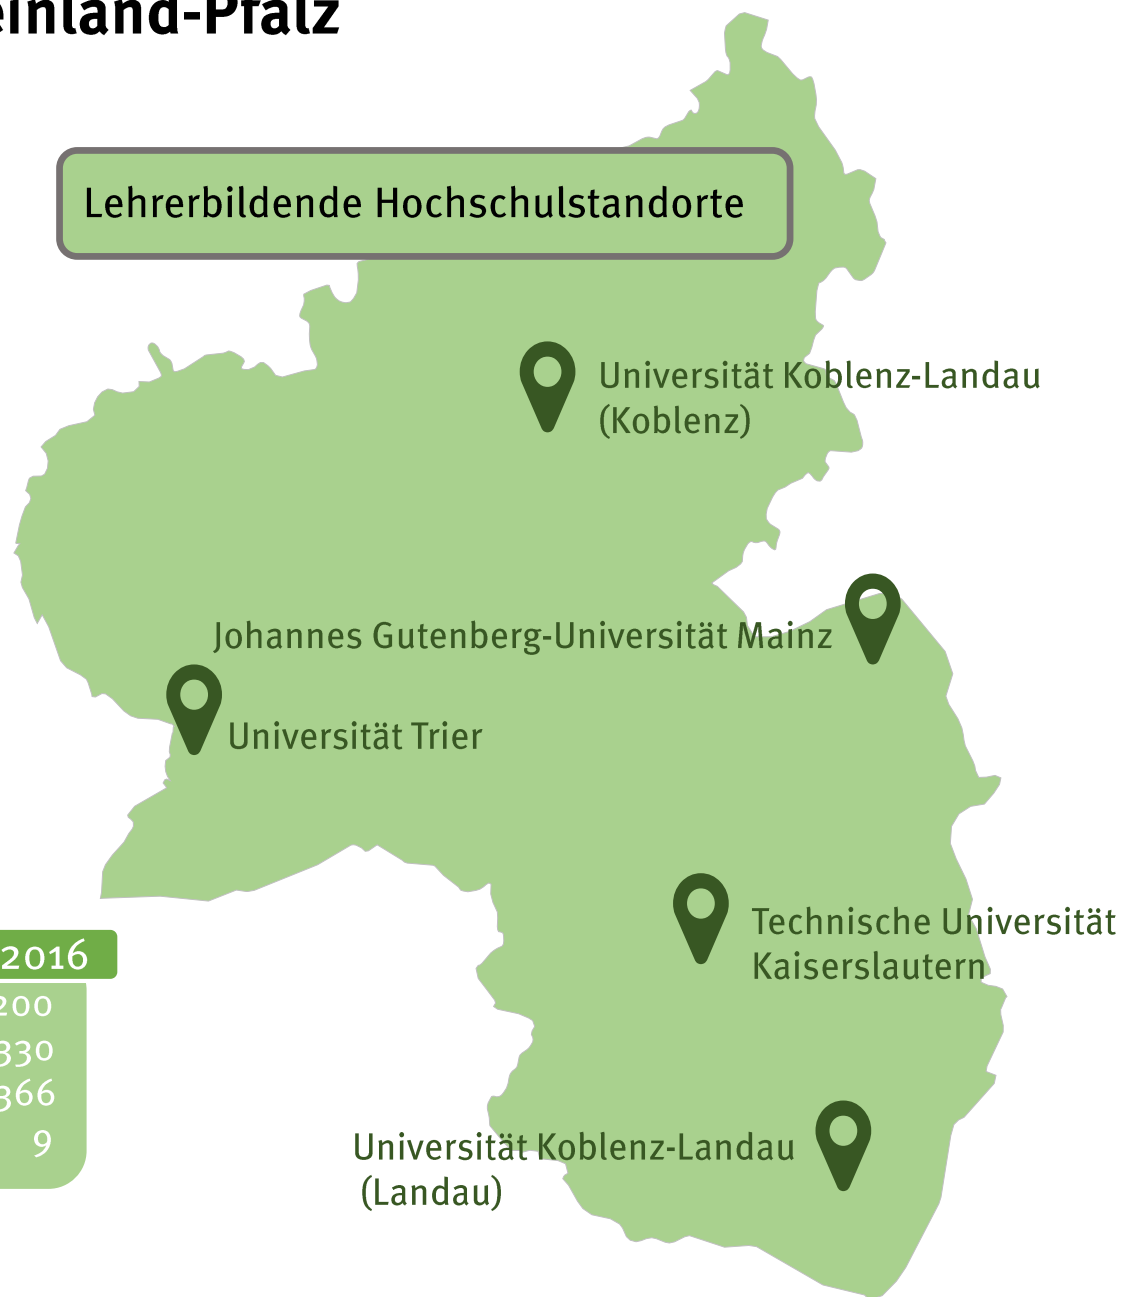 einland-Pfalz
Lehrerbildende Hochschulstandorte
Universität Koblenz-Landau
(Koblenz)
Johannes Gutenberg-Universität Mainz
Universität Trier
Technische Universität
Kaiserslautern
2016
200
330
366
9
Universität Koblenz-Landau
(Landau)